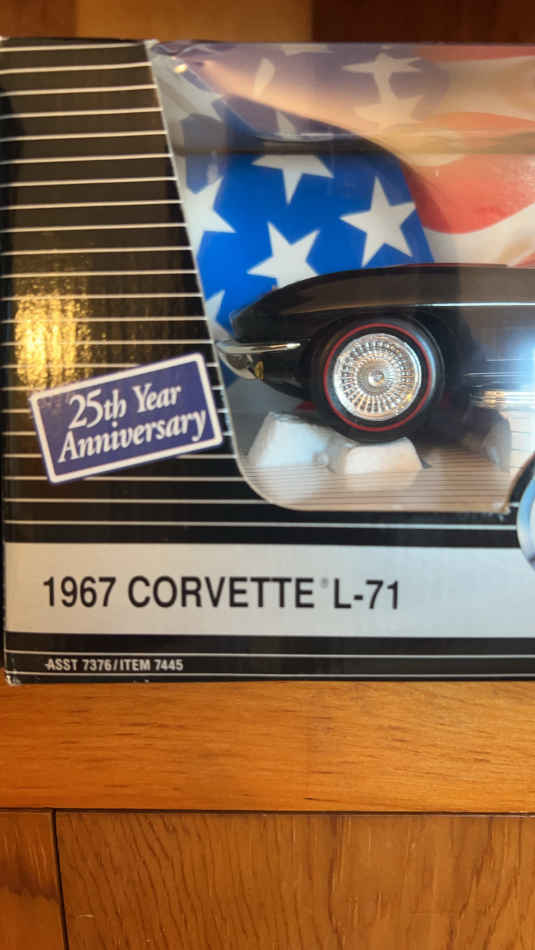 25th Year
Anniversary
1967 CORVETTE® L-71
ASST 7376/ITEM 7445